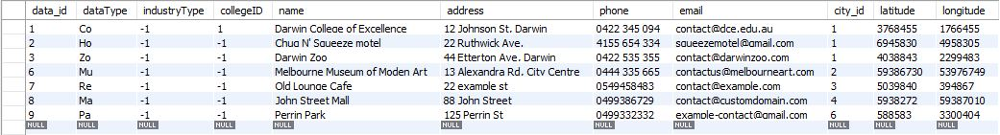 data_id dataType industryType collegeID name address phone email city_id latitude longitude
1 Co -1 1 Darwin College of Excellence 12 Johnson St. Darwin 0422 345 094 contact@dce.edu.au 1 3768455 1766455
2 Ho -1 -1 Chug N' Squeeze motel 22 Ruthwick Ave. 4155 654 334 squeezemotel@gmail.com 1 6945830 4958305
3 Zo -1 -1 Darwin Zoo 44 Etterton Ave. Darwin 0422 535 355 contact@darwinzoo.com 1 4038843 2299483
6 Mu -1 -1 Melbourne Museum of Moden Art 13 Alexandra Rd. City Centre 0444 335 665 contactus@melbourneart.com 2 59386730 53976749
7 Re -1 -1 Old Lounge Cafe 22 example st 0549458483 contact@example.com 3 5039840 394867
8 Ma -1 -1 John Street Mall 88 John Street 0499386729 contact@customdomain.com 4 5938272 59387010
9 Pa -1 -1 Perrin Park 125 Perrin St 0499332332 example-contact@gmail.com 6 588583 3300404
NULL NULL NULL NULL NULL NULL NULL NULL NULL NULL NULL